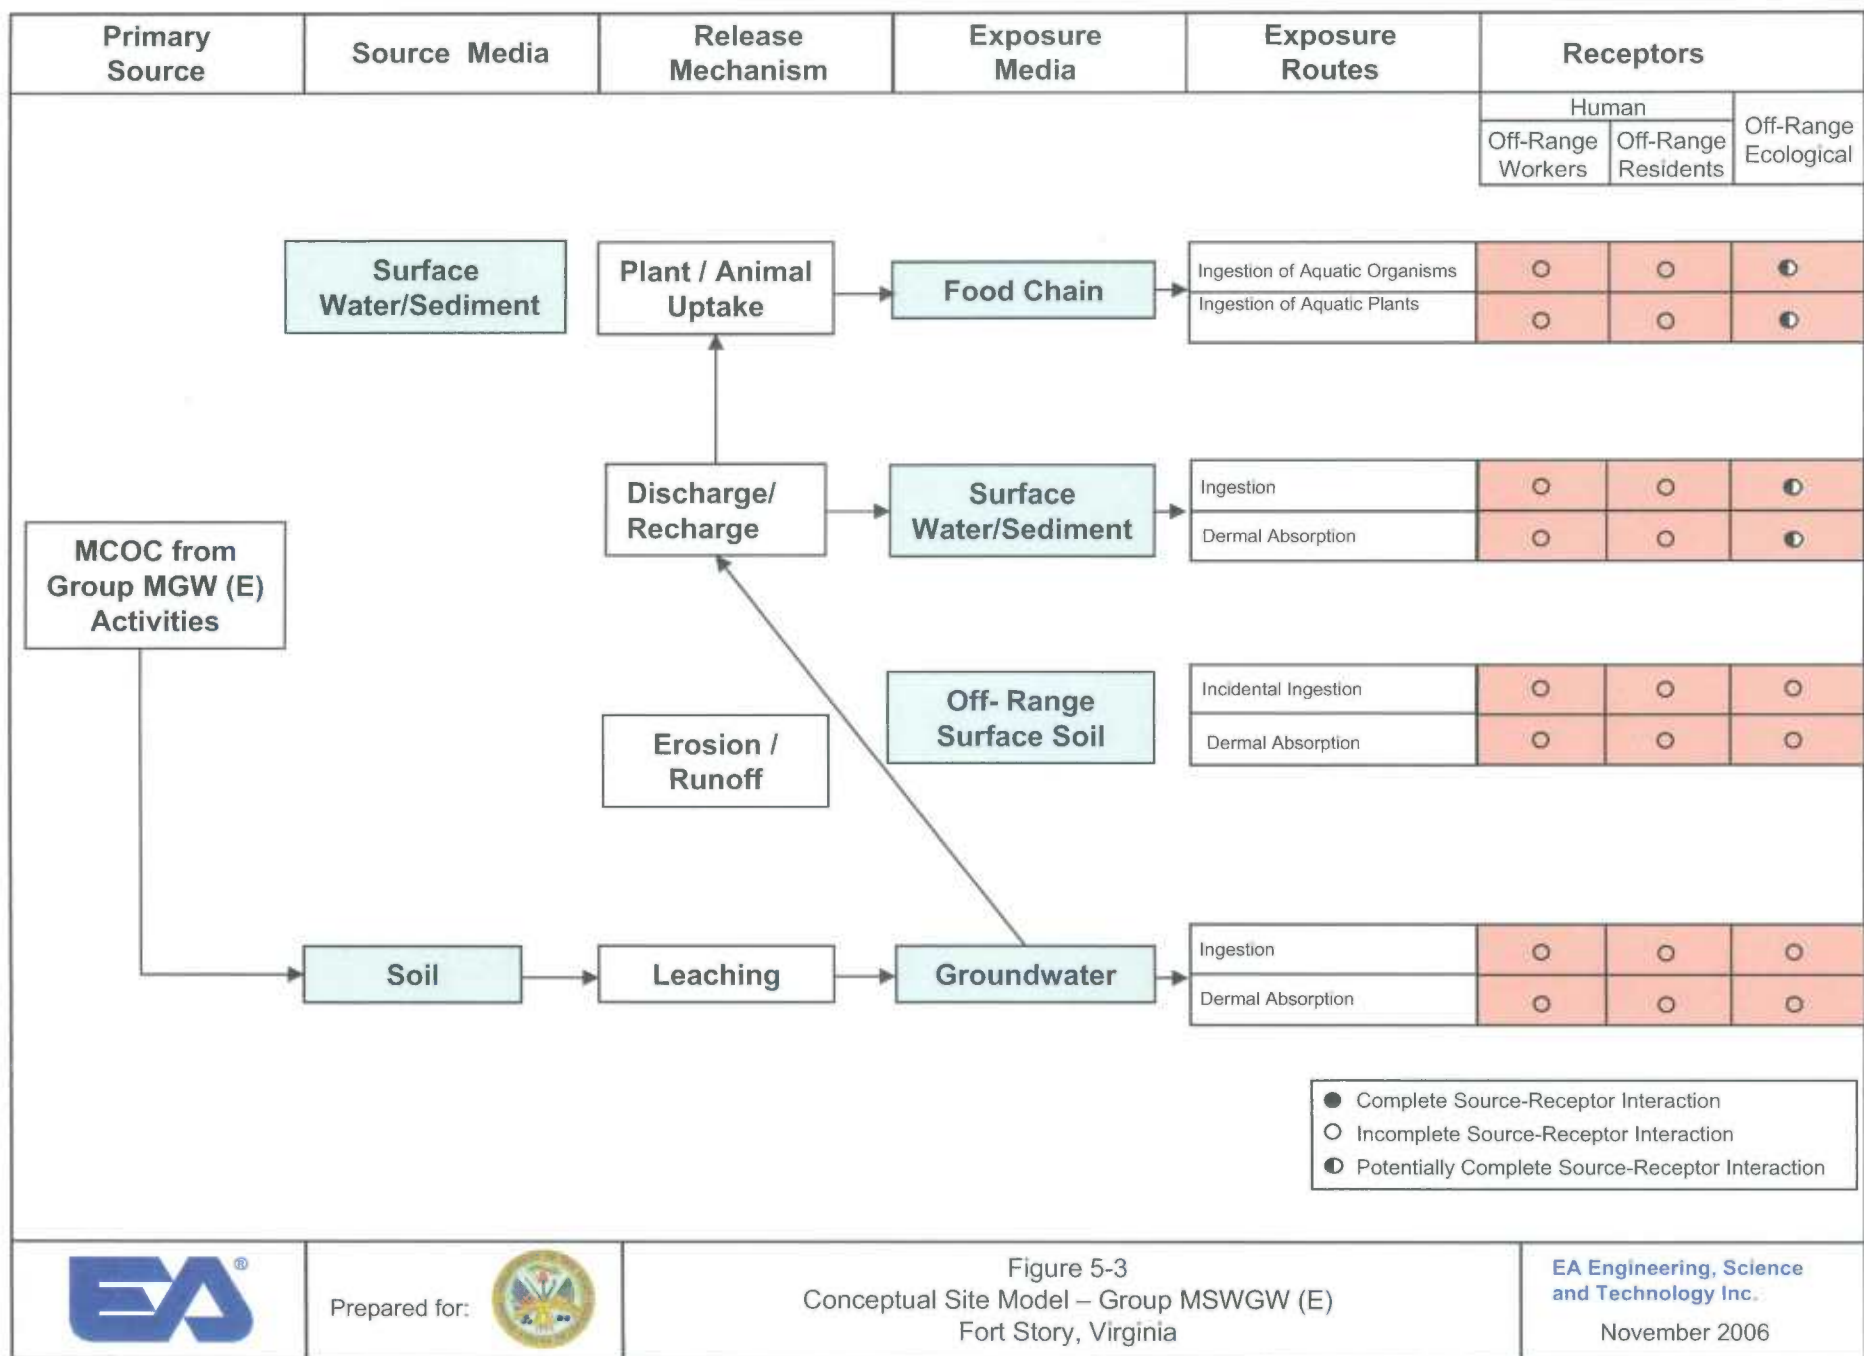 Primary
Source
Source Media
Release
Mechanism
Exposure
Media
Exposure
Routes
Receptors
Human
Off-Range
Workers
Off-Range
Residents
Off-Range
Ecological
Surface
Water/Sediment
Plant / Animal
Uptake
Food Chain
Ingestion of Aquatic Organisms
Ingestion of Aquatic Plants
Discharge/
Recharge
Surface
Water/Sediment
Ingestion
Dermal Absorption
MCOC from
Group MGW (E)
Activities
Erosion /
Runoff
Off- Range
Surface Soil
Incidental Ingestion
Dermal Absorption
Soil
Leaching
Groundwater
Ingestion
Dermal Absorption
Complete Source-Receptor Interaction
Incomplete Source-Receptor Interaction
Potentially Complete Source-Receptor Interaction
EA®
Prepared for:
Figure 5-3
Conceptual Site Model – Group MSWGW (E)
Fort Story, Virginia
EA Engineering, Science
and Technology Inc.
November 2006